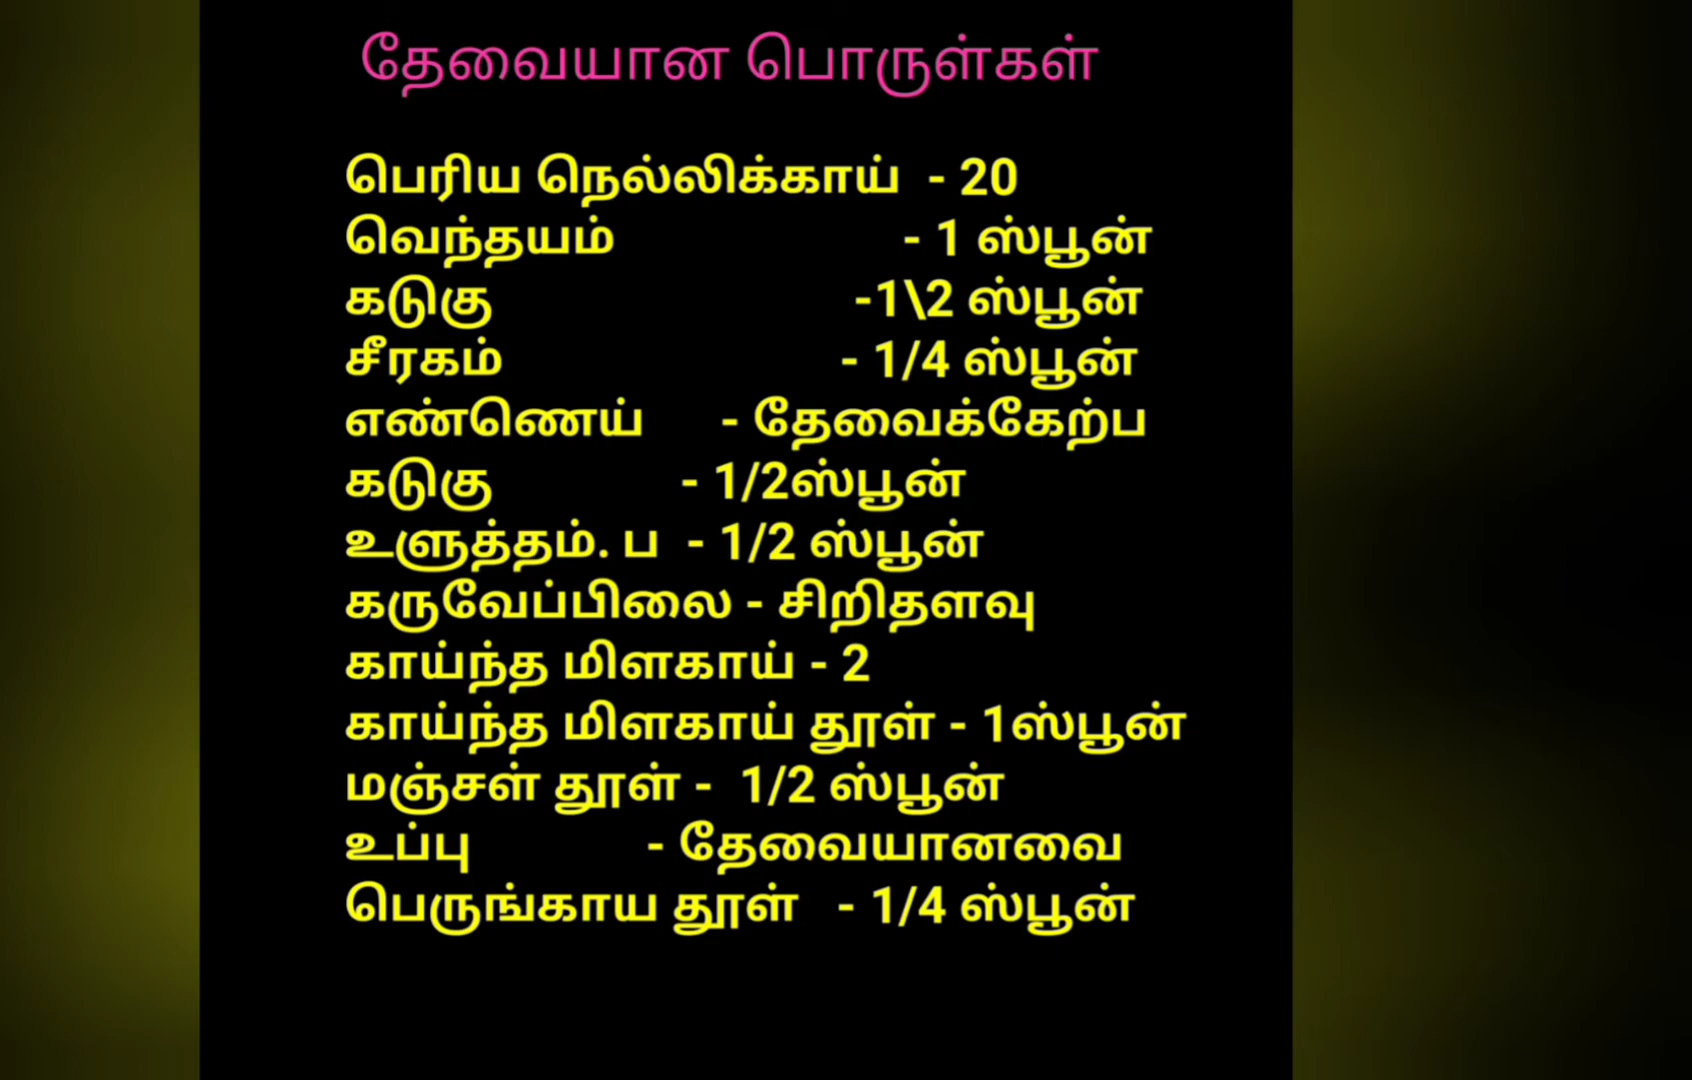 தேவையான பொருள்கள்
பெரிய நெல்லிக்காய் - 20
வெந்தயம் - 1 ஸ்பூன்
கடுகு -1\2 ஸ்பூன்
சீரகம் - 1/4 ஸ்பூன்
எண்ணெய் - தேவைக்கேற்ப
கடுகு - 1/2ஸ்பூன்
உளுத்தம். ப - 1/2 ஸ்பூன்
கருவேப்பிலை - சிறிதளவு
காய்ந்த மிளகாய் - 2
காய்ந்த மிளகாய் தூள் - 1ஸ்பூன்
மஞ்சள் தூள் - 1/2 ஸ்பூன்
உப்பு - தேவையானவை
பெருங்காய தூள் - 1/4 ஸ்பூன்